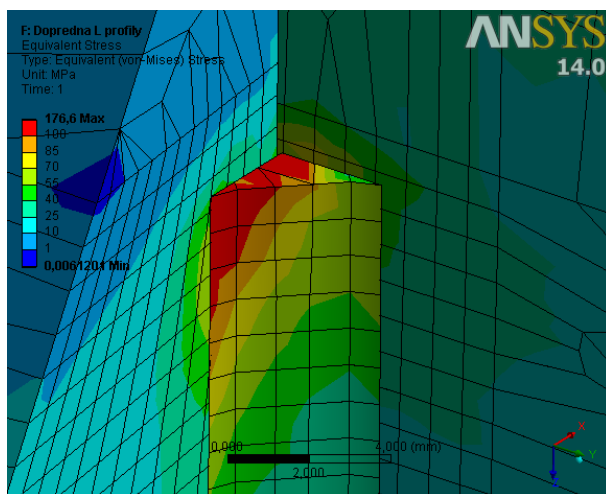 F: Dopredna L profily
Equivalent Stress
Type: Equivalent (von-Mises) Stress
Unit: MPa
Time: 1
176,6 Max
100
85
70
55
40
25
10
1
0,0061201 Min
ANSYS
14.0
0,000
4,000 (mm)
2,000
X
Y
Z